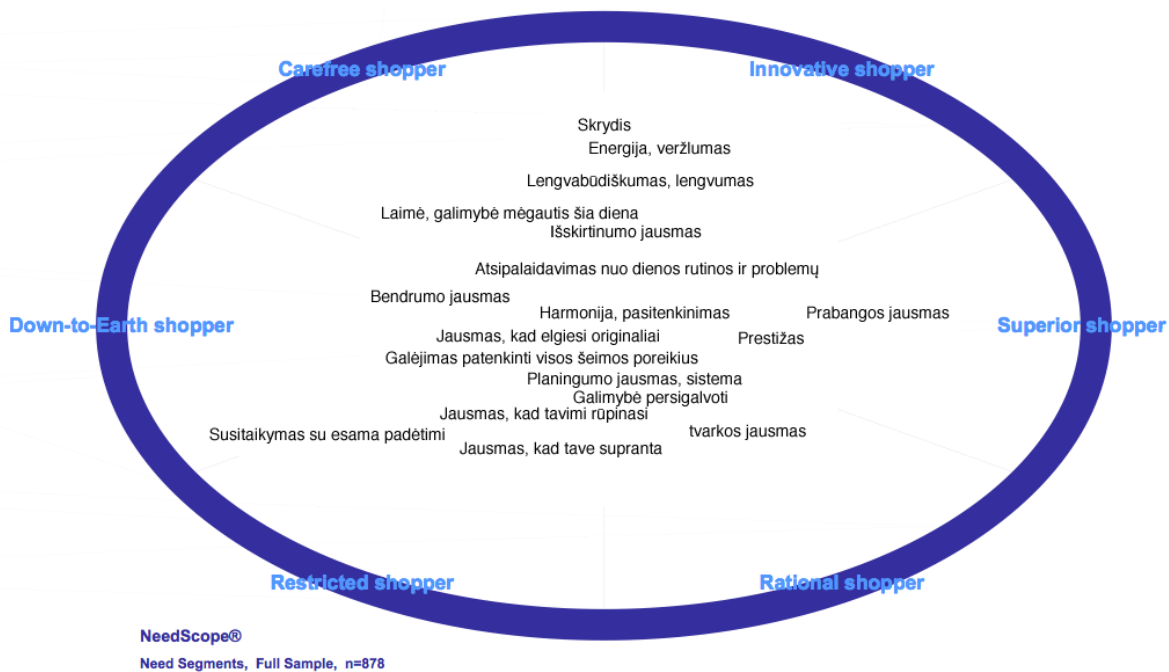 Carefree shopper
Innovative shopper
Skrydis
Energija, veržlumas
Lengvabūdiškumas, lengvumas
Laimė, galimybė mėgautis šia diena
Išskirtinumo jausmas
Atsipalaidavimas nuo dienos rutinos ir problemų
Bendrumo jausmas
Harmonija, pasitenkinimas
Prabangos jausmas
Down-to-Earth shopper
Superior shopper
Jausmas, kad elgiesi originaliai
Prestižas
Galėjimas patenkinti visos šeimos poreikius
Planingumo jausmas, sistema
Galimybė persigalvoti
Jausmas, kad tavimi rūpinasi
Susitaikymas su esama padėtimi
tvarkos jausmas
Jausmas, kad tave supranta
Restricted shopper
Rational shopper
NeedScope®
Need Segments, Full Sample, n=878